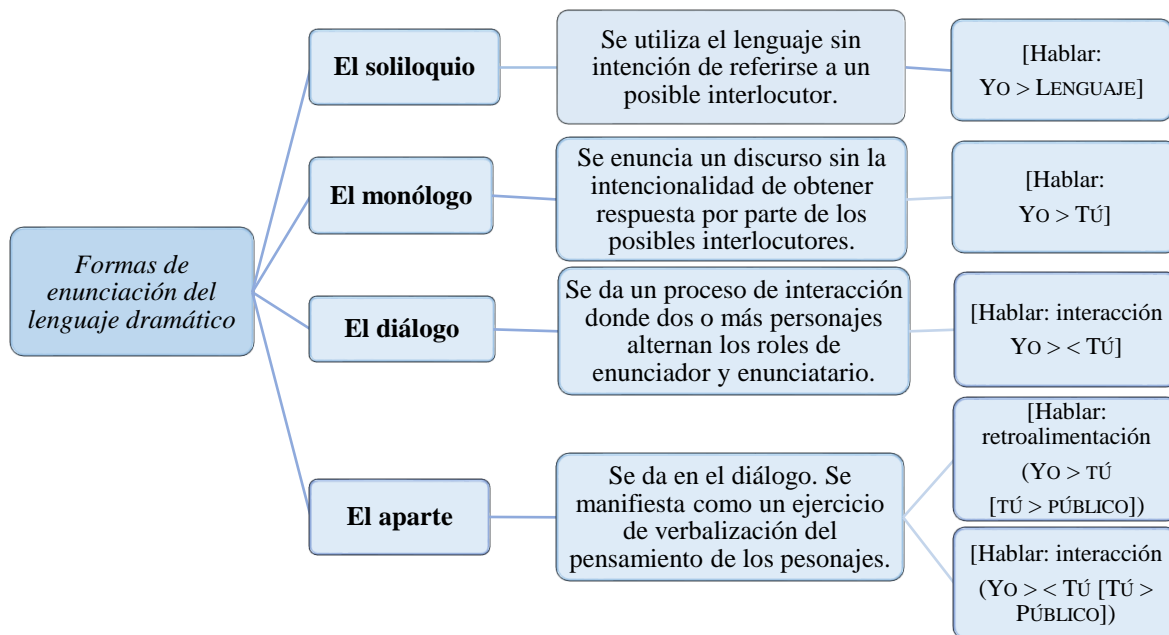 Formas de
enunciación del
lenguaje dramático
El soliloquio
Se utiliza el lenguaje sin
intención de referirse a un
posible interlocutor.
[Hablar:
YO > LENGUAJE]
El monólogo
Se enuncia un discurso sin la
intencionalidad de obtener
respuesta por parte de los
posibles interlocutores.
[Hablar:
YO > TÚ]
El diálogo
Se da un proceso de interacción
donde dos o más personajes
alternan los roles de
enunciador y enunciatario.
[Hablar: interacción
YO > < TÚ]
El aparte
Se da en el diálogo. Se
manifiesta como un ejercicio
de verbalización del
pensamiento de los pesonajes.
[Hablar:
retroalimentación
(YO > TÚ
[TÚ > PÚBLICO])
[Hablar: interacción
(YO > < TÚ [TÚ >
PÚBLICO])